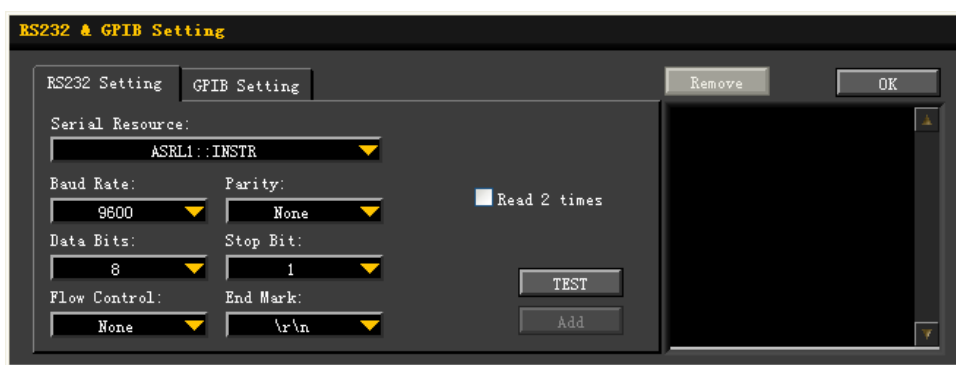 RS232 & GPIB Setting
RS232 Setting GPIB Setting Remove OK
Serial Resource:
ASRL1::INSTR
Baud Rate: Parity:
9600 None Read 2 times
Data Bits: Stop Bit:
8 1
TEST
Flow Control: End Mark:
None \r\n Add